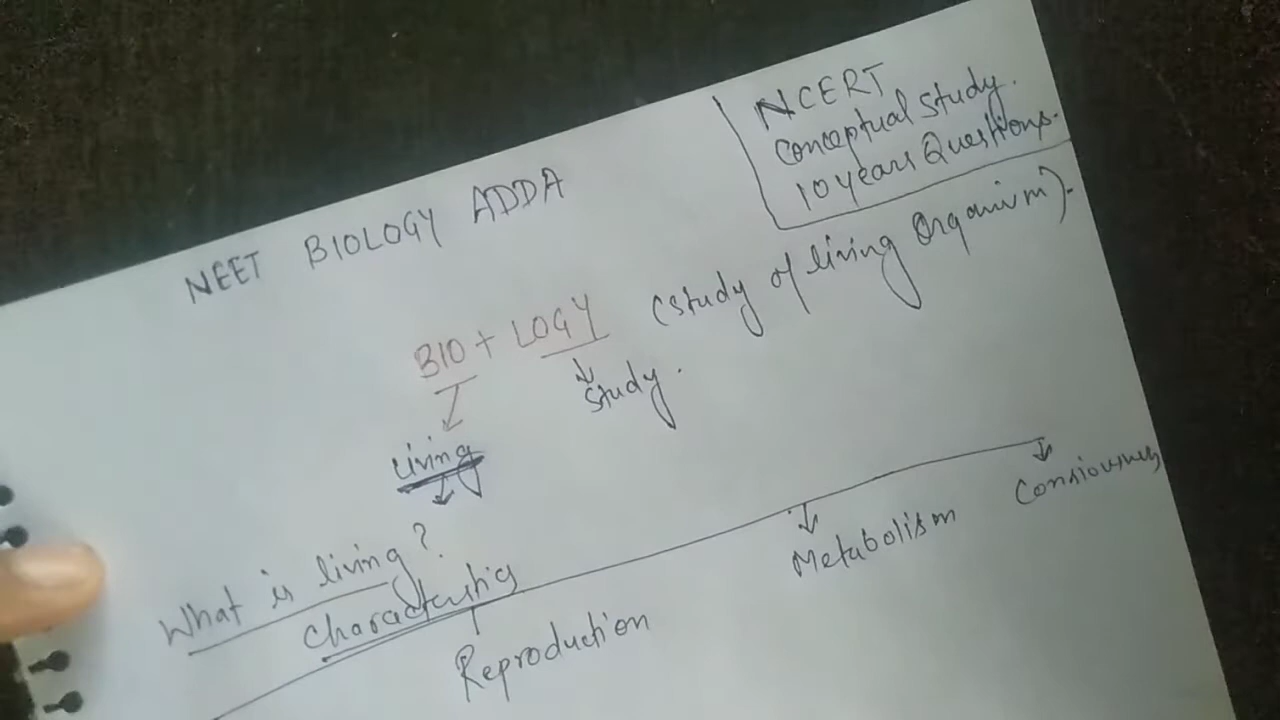 NCERT
Conceptual Study.
10 years Questions.
NEET BIOLOGY ADDA
BIO + LOGY (study of living Organism).
Study.
Living
What is living?
Characteristics
Reproduction
Metabolism
Consiousness